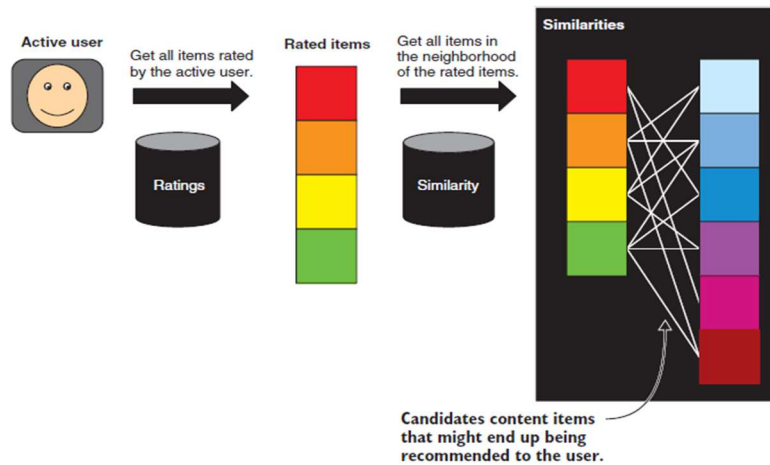 Active user
Get all items rated
by the active user.
Ratings
Rated items
Get all items in
the neighborhood
of the rated items.
Similarity
Similarities
Candidates content items
that might end up being
recommended to the user.